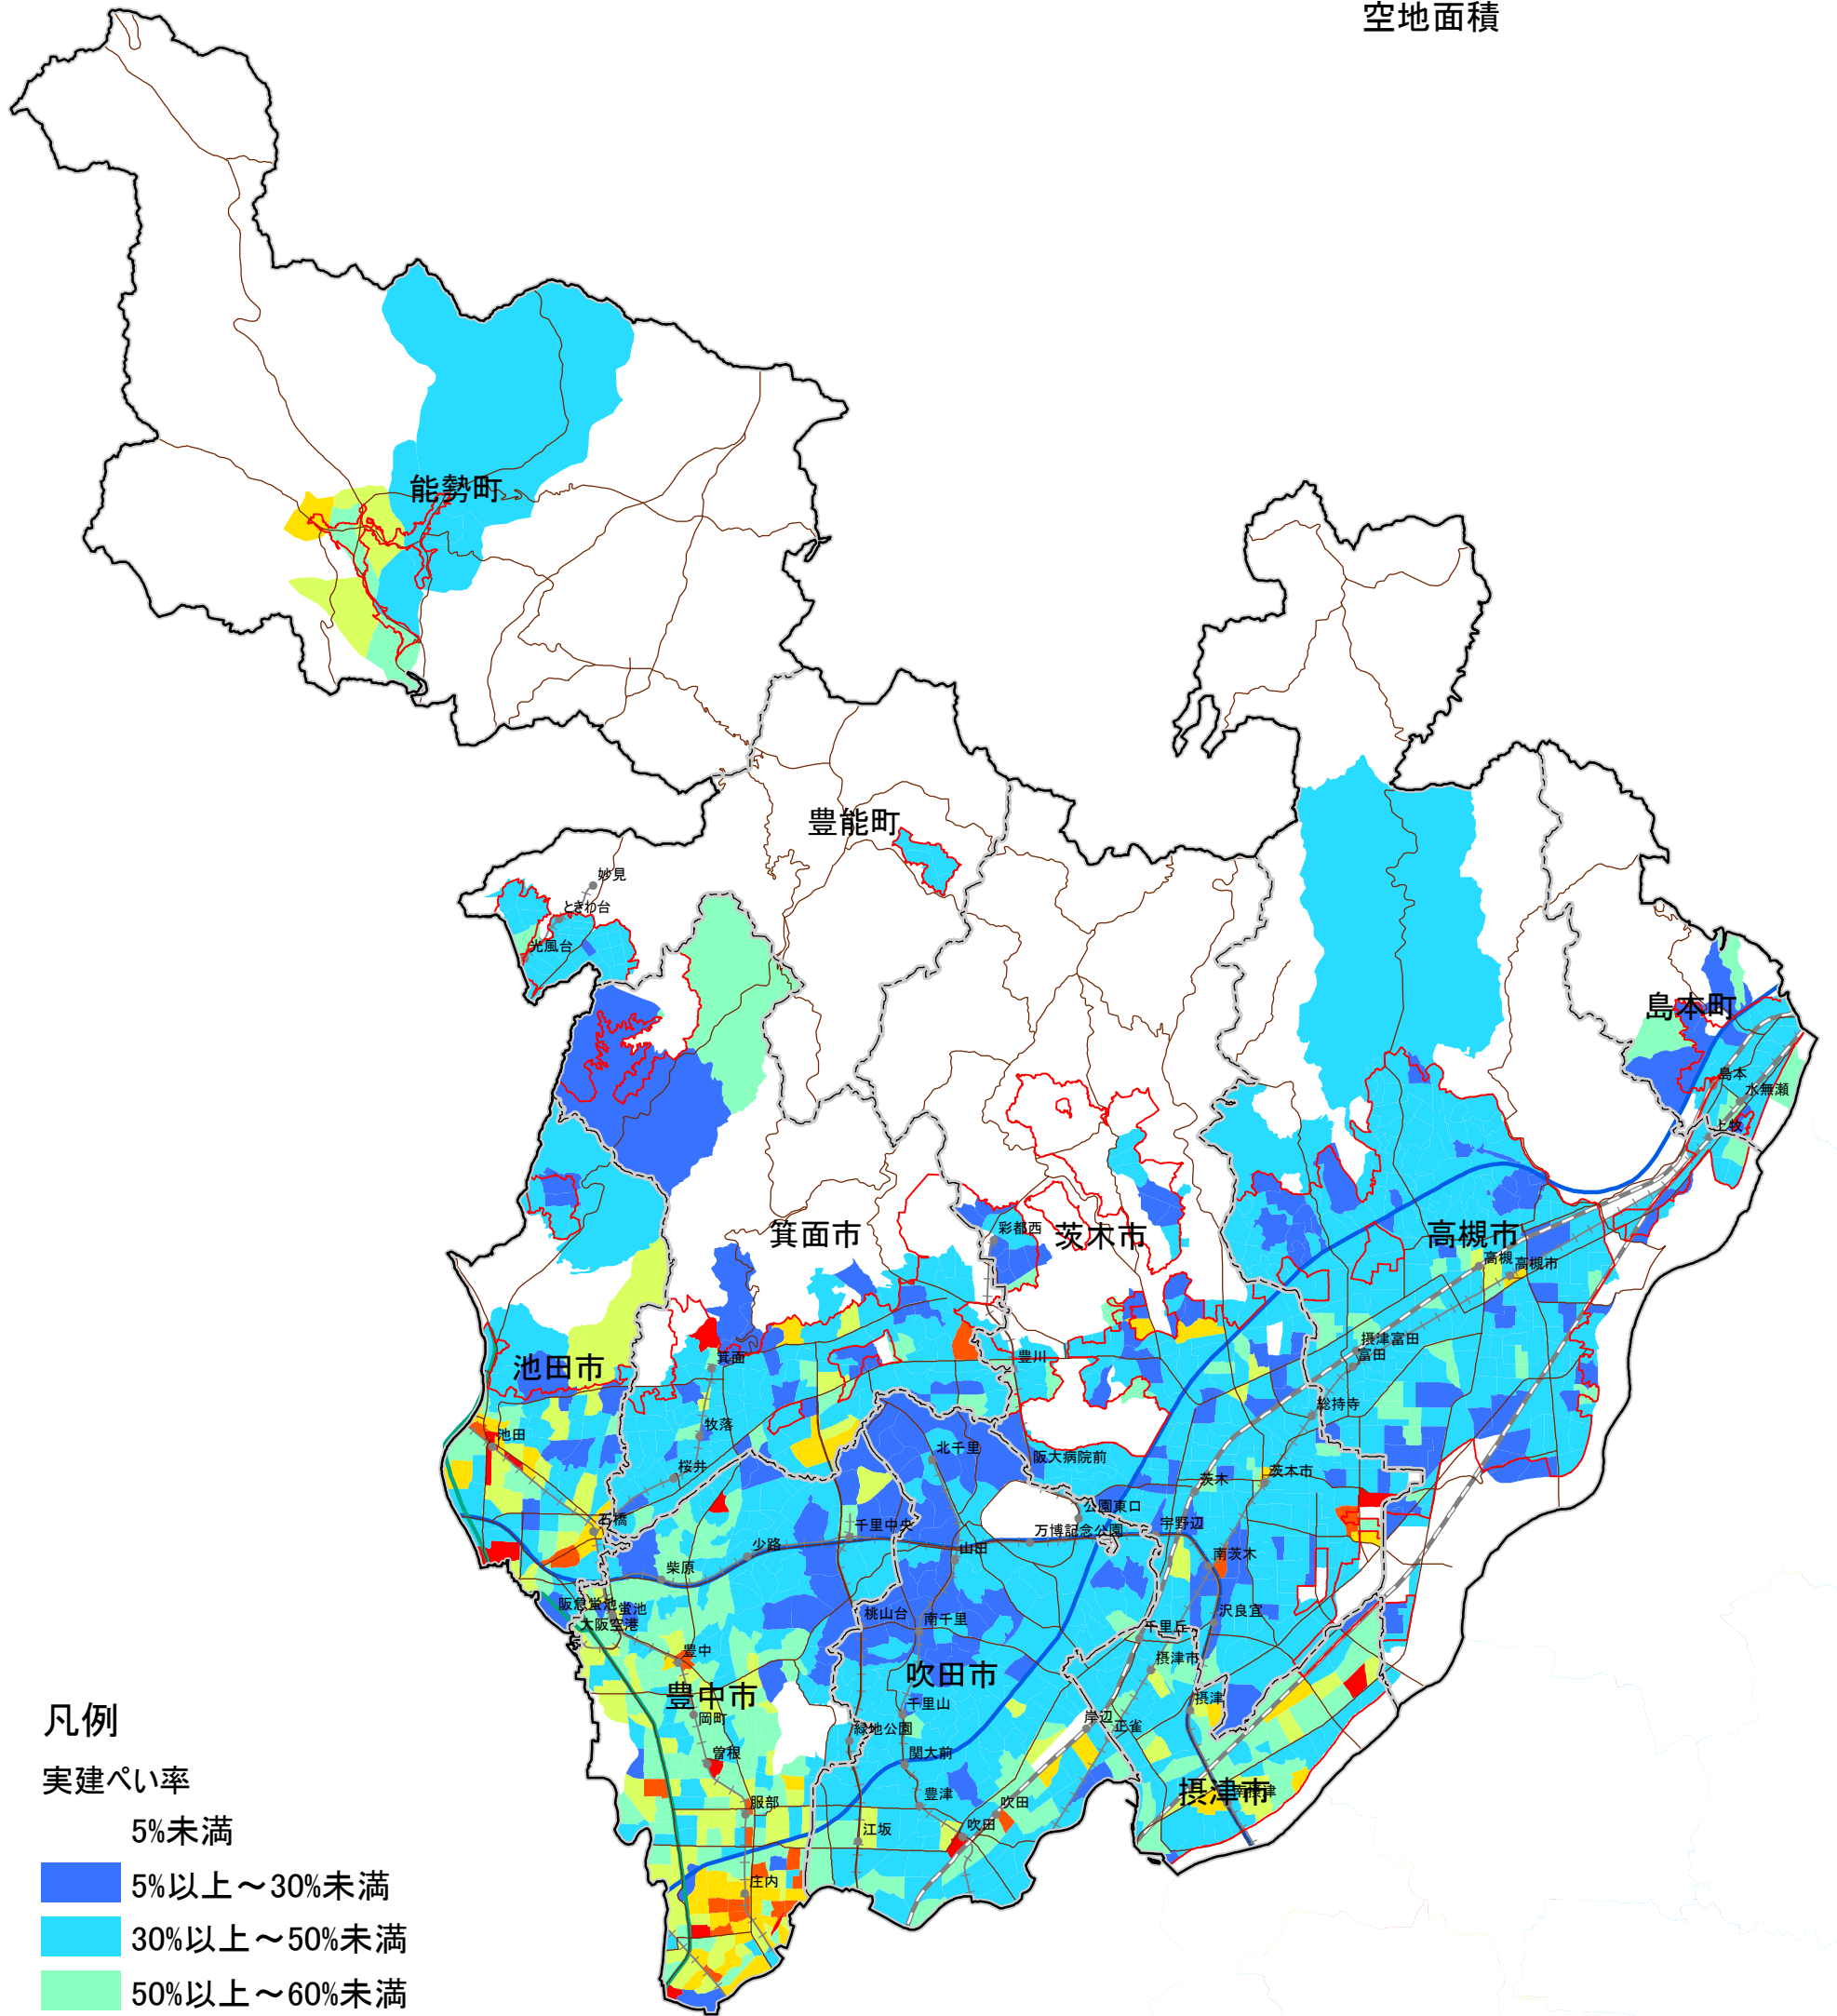 空地面積
能勢町
豊能町
妙見
ときわ台
光風台
島本町
島本
水無瀬
上牧
箕面市
彩都西
茨木市
高槻市
高槻
高槻市
池田市
箕面
豊川
摂津富田
富田
牧落
総持寺
池田
桜井
北千里
阪大病院前
茨木
茨木市
石橋
千里中央
公園東口
少路
山田
万博記念公園
宇野辺
柴原
南茨木
阪急蛍池
蛍池
大阪空港
桃山台
南千里
沢良宜
千里丘
豊中
吹田市
摂津市
豊中市
岡町
千里山
摂津
緑地公園
岸辺
正雀
曽根
関大前
摂津市
南摂津
服部
豊津
吹田
江坂
吹田
庄内
凡例
実建ぺい率
5%未満
5%以上～30%未満
30%以上～50%未満
50%以上～60%未満